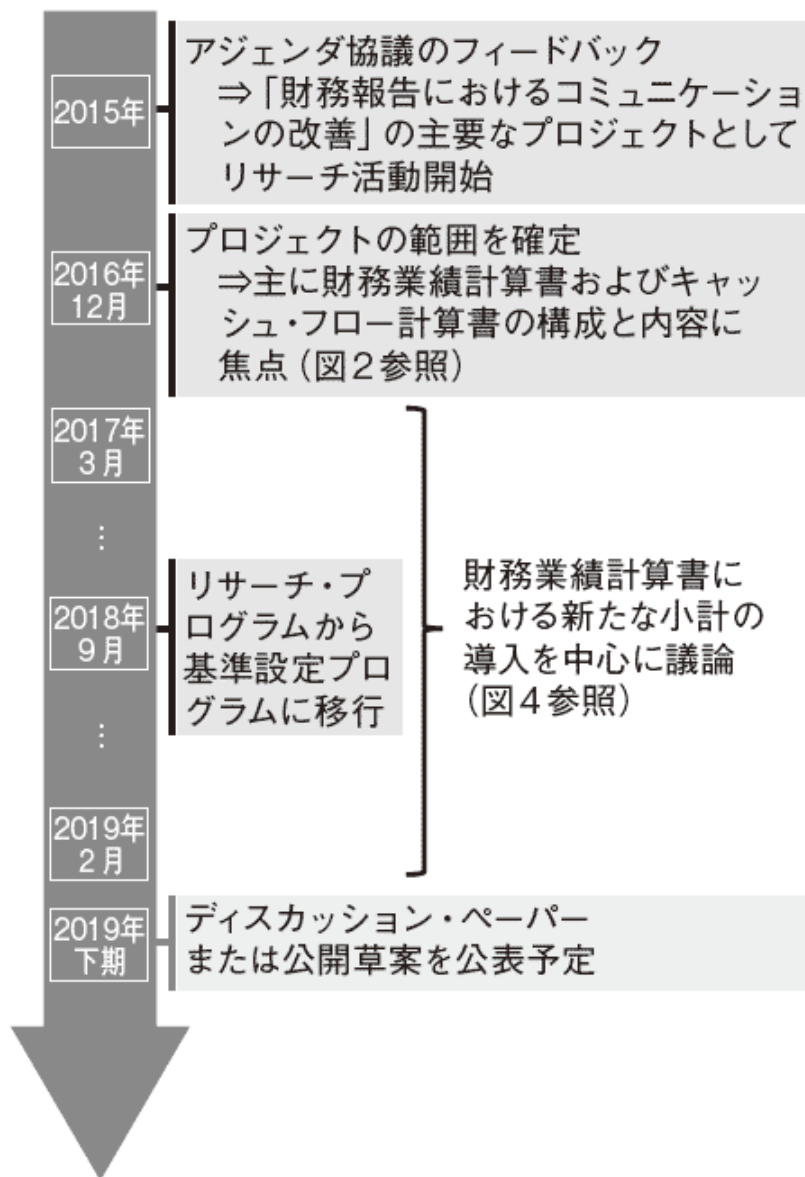 2015年
アジェンダ協議のフィードバック
⇒「財務報告におけるコミュニケーショ
ンの改善」の主要なプロジェクトとして
リサーチ活動開始
2016年
12月
プロジェクトの範囲を確定
⇒主に財務業績計算書およびキャッ
シュ・フロー計算書の構成と内容に
焦点（図2参照）
2017年
3月
…
2018年
9月
リサーチ・プ
ログラムから
基準設定プロ
グラムに移行
財務業績計算書に
おける新たな小計の
導入を中心に議論
（図4参照）
…
2019年
2月
2019年
下期
ディスカッション・ペーパー
または公開草案を公表予定